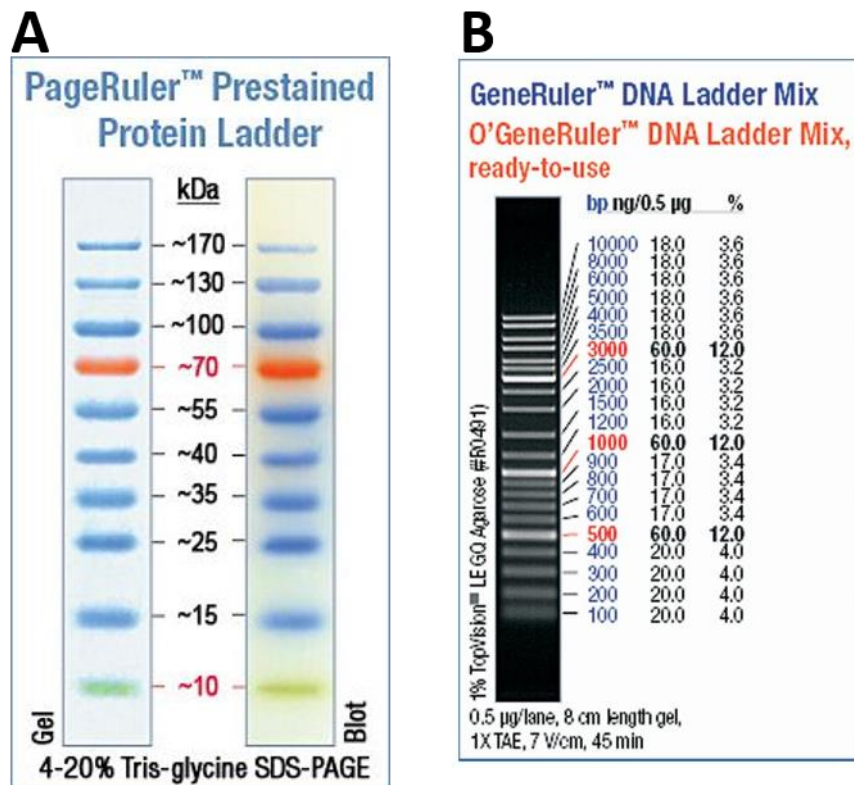 A
PageRuler™ Prestained
Protein Ladder
kDa
~170
~130
~100
~70
~55
~40
~35
~25
~15
~10
Gel
Blot
4-20% Tris-glycine SDS-PAGE
B
GeneRuler™ DNA Ladder Mix
O'GeneRuler™ DNA Ladder Mix,
ready-to-use
bp ng/0.5 µg %
10000 18.0 3.6
8000 18.0 3.6
6000 18.0 3.6
5000 18.0 3.6
4000 18.0 3.6
3500 18.0 3.6
3000 60.0 12.0
2500 16.0 3.2
2000 16.0 3.2
1500 16.0 3.2
1200 16.0 3.2
1000 60.0 12.0
900 17.0 3.4
800 17.0 3.4
700 17.0 3.4
600 17.0 3.4
500 60.0 12.0
400 20.0 4.0
300 20.0 4.0
200 20.0 4.0
100 20.0 4.0
1% TopVision™ LE GQ Agarose (#R0491)
0.5 µg/lane, 8 cm length gel,
1X TAE, 7 V/cm, 45 min